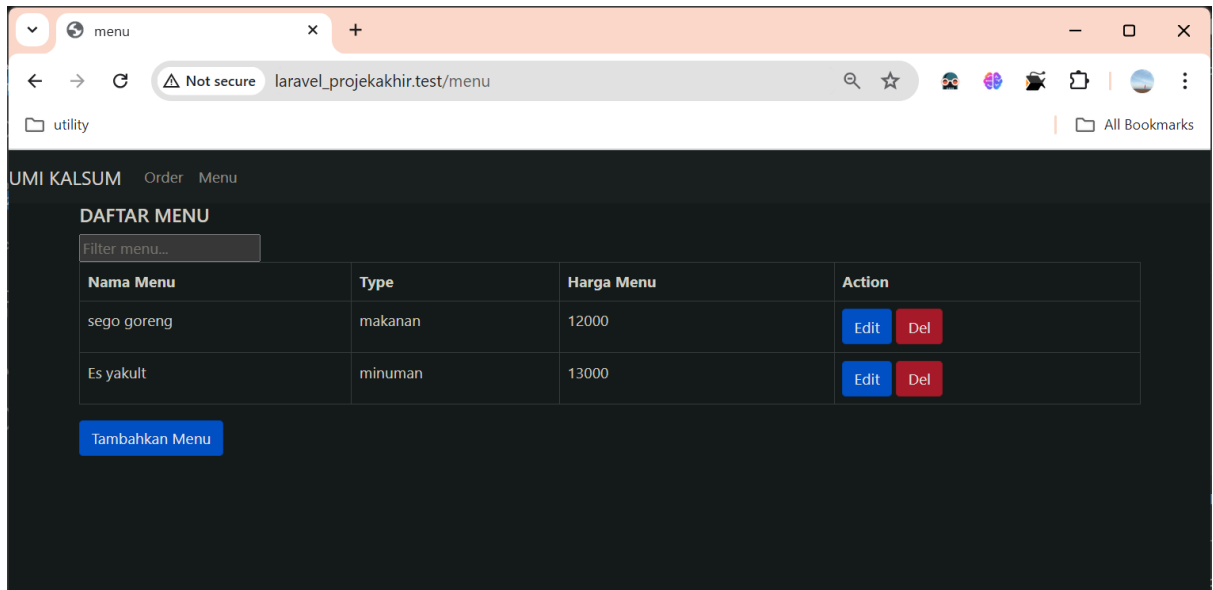 menu
Not secure laravel_projekakhir.test/menu
utility All Bookmarks
UMI KALSUM Order Menu
DAFTAR MENU
Filter menu...
Nama Menu Type Harga Menu Action
sego goreng makanan 12000 Edit Del
Es yakult minuman 13000 Edit Del
Tambahkan Menu